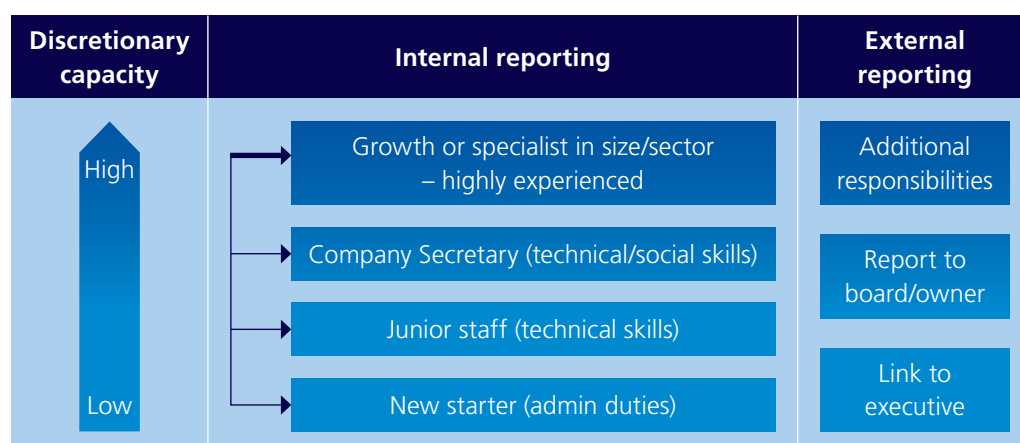 Discretionary
capacity
Internal reporting
External
reporting
High
Low
Growth or specialist in size/sector
– highly experienced
Company Secretary (technical/social skills)
Junior staff (technical skills)
New starter (admin duties)
Additional
responsibilities
Report to
board/owner
Link to
executive